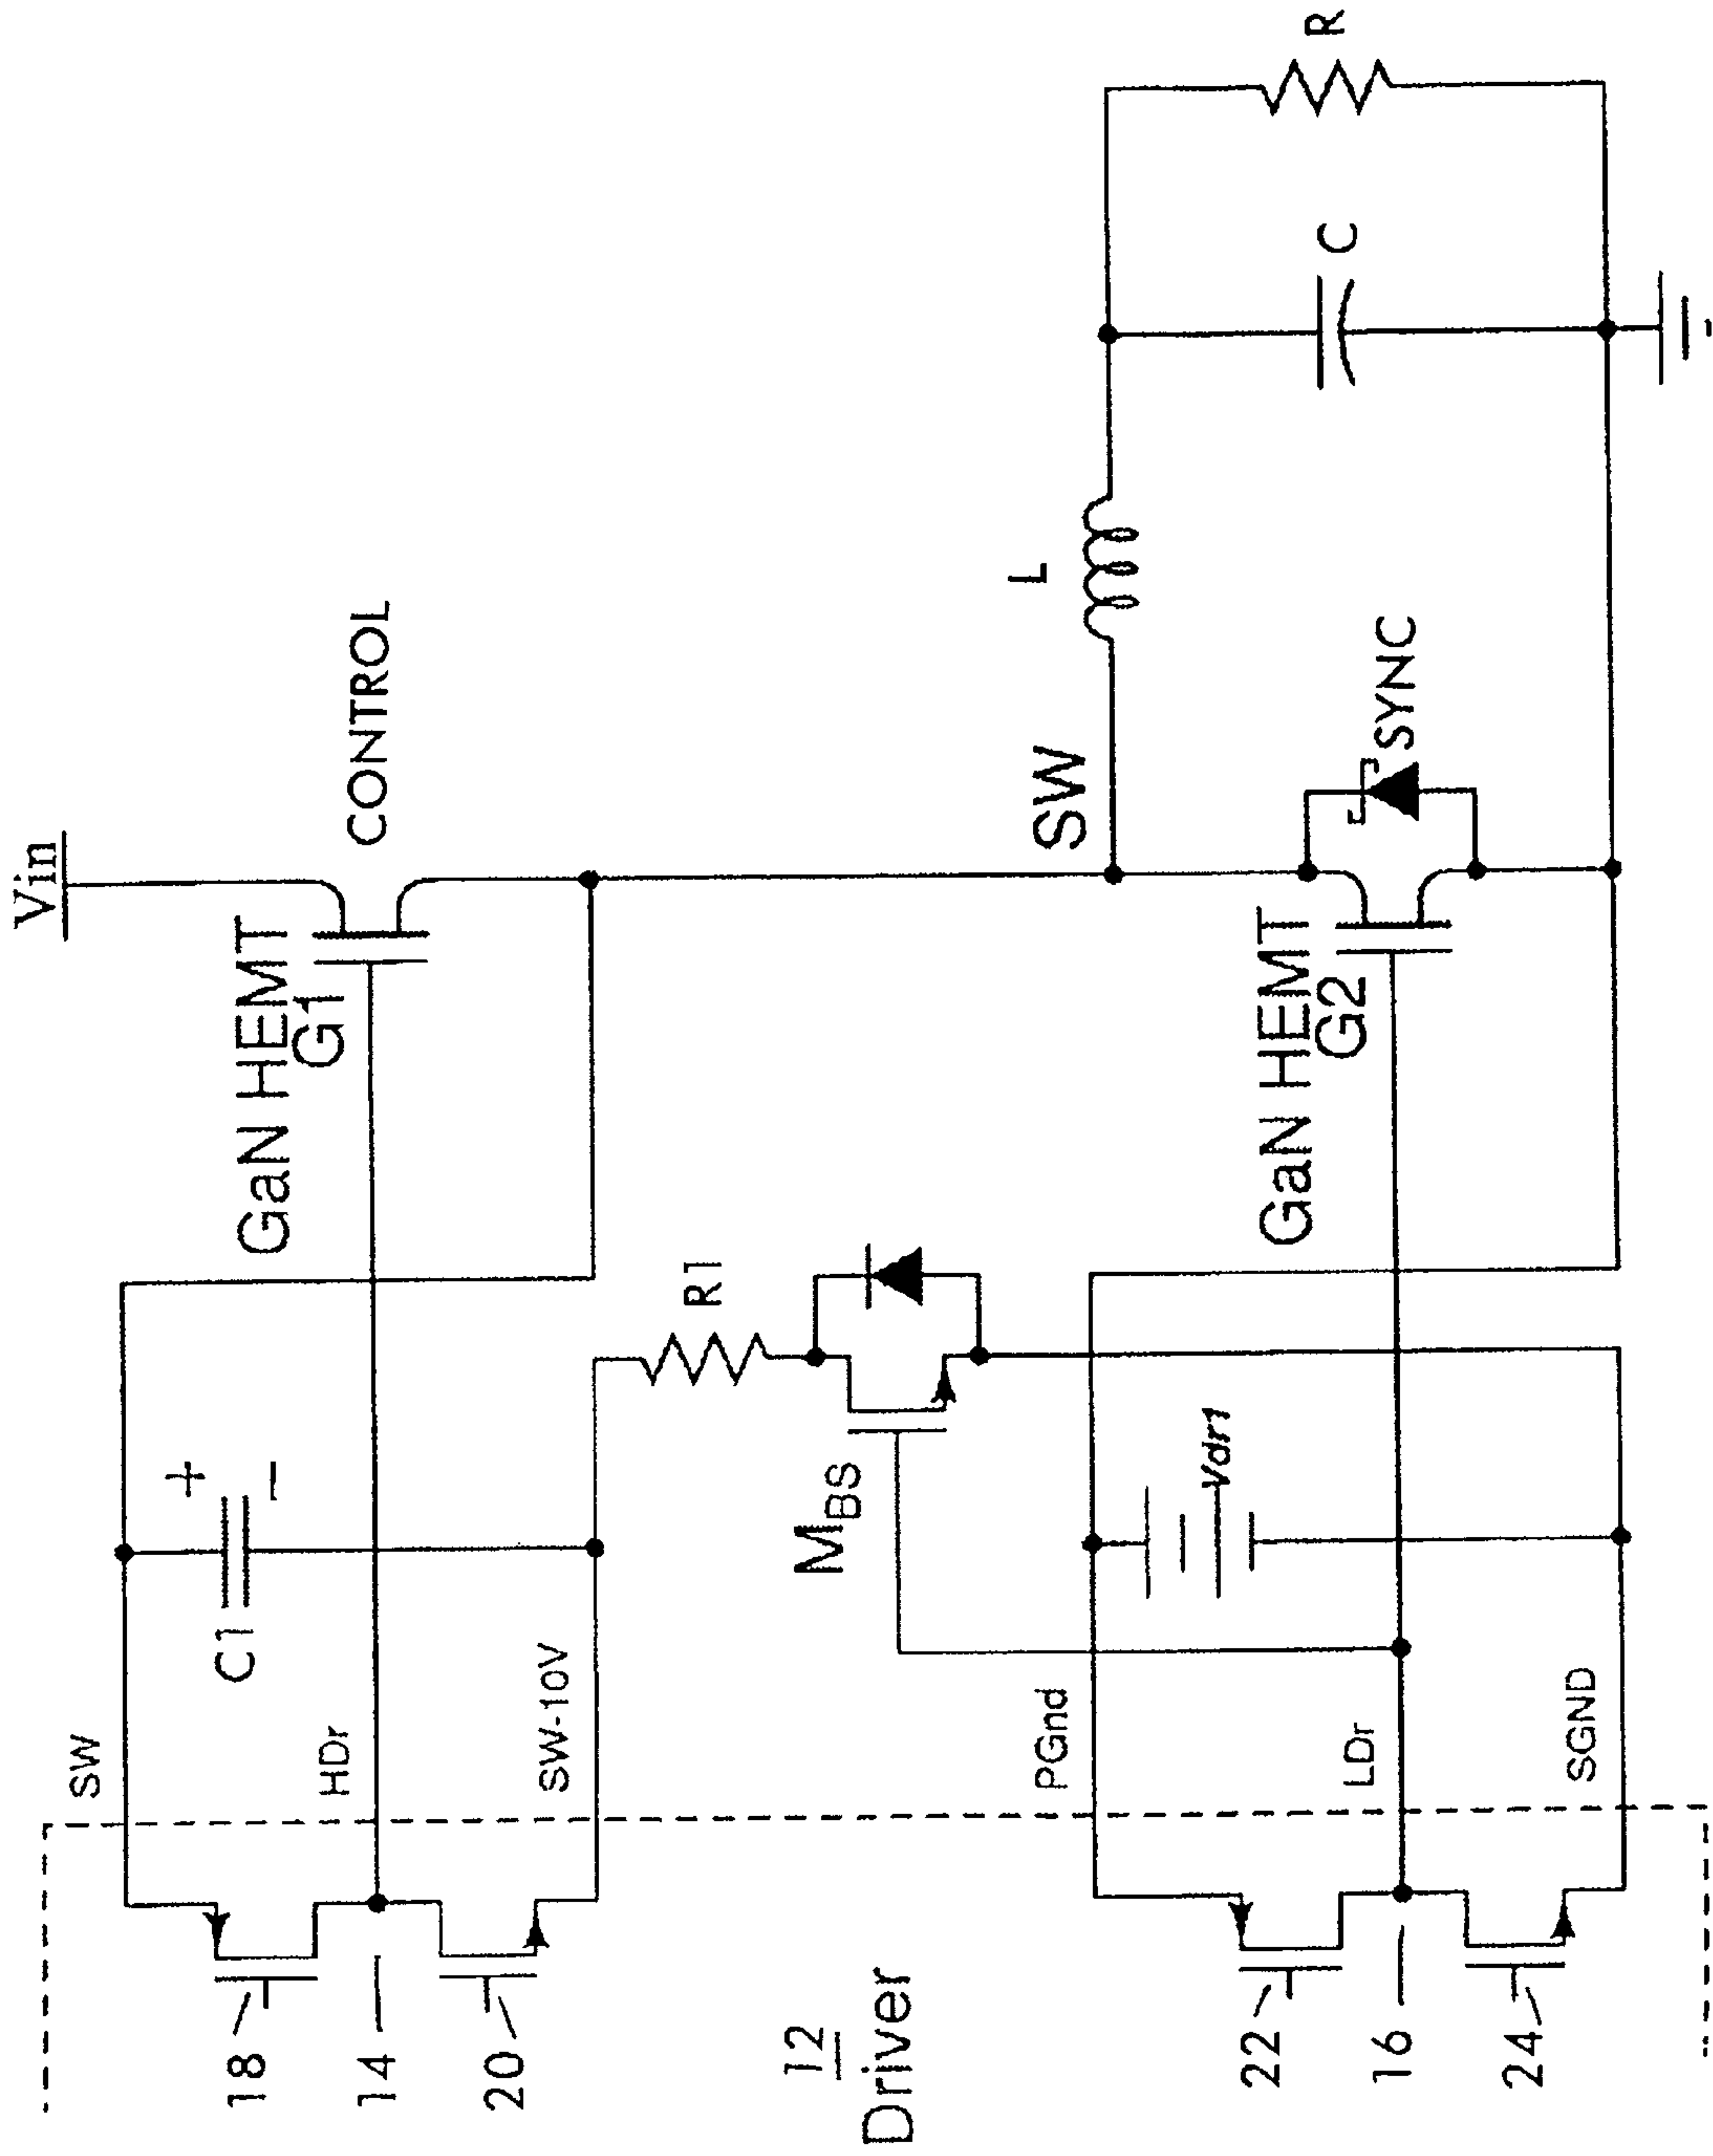 Vin
GaN HEMT
G1
CONTROL
SW
C1
+
−
HDr
SW-10V
18
14
20
R1
MBS
SW
L
C
R
12
Driver
PGnd
Vdr1
LDr
SGND
22
16
24
GaN HEMT
G2
SYNC